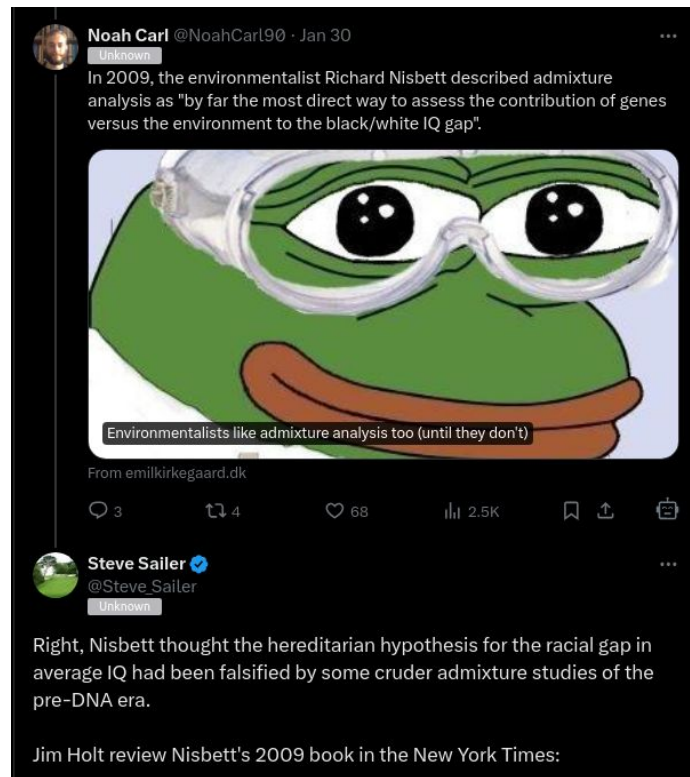 Noah Carl @NoahCarl90 · Jan 30
Unknown
In 2009, the environmentalist Richard Nisbett described admixture
analysis as "by far the most direct way to assess the contribution of genes
versus the environment to the black/white IQ gap".
Environmentalists like admixture analysis too (until they don't)
From emilkirkegaard.dk
3 4 68 2.5K
Steve Sailer
@Steve_Sailer
Unknown
Right, Nisbett thought the hereditarian hypothesis for the racial gap in
average IQ had been falsified by some cruder admixture studies of the
pre-DNA era.
Jim Holt review Nisbett's 2009 book in the New York Times: